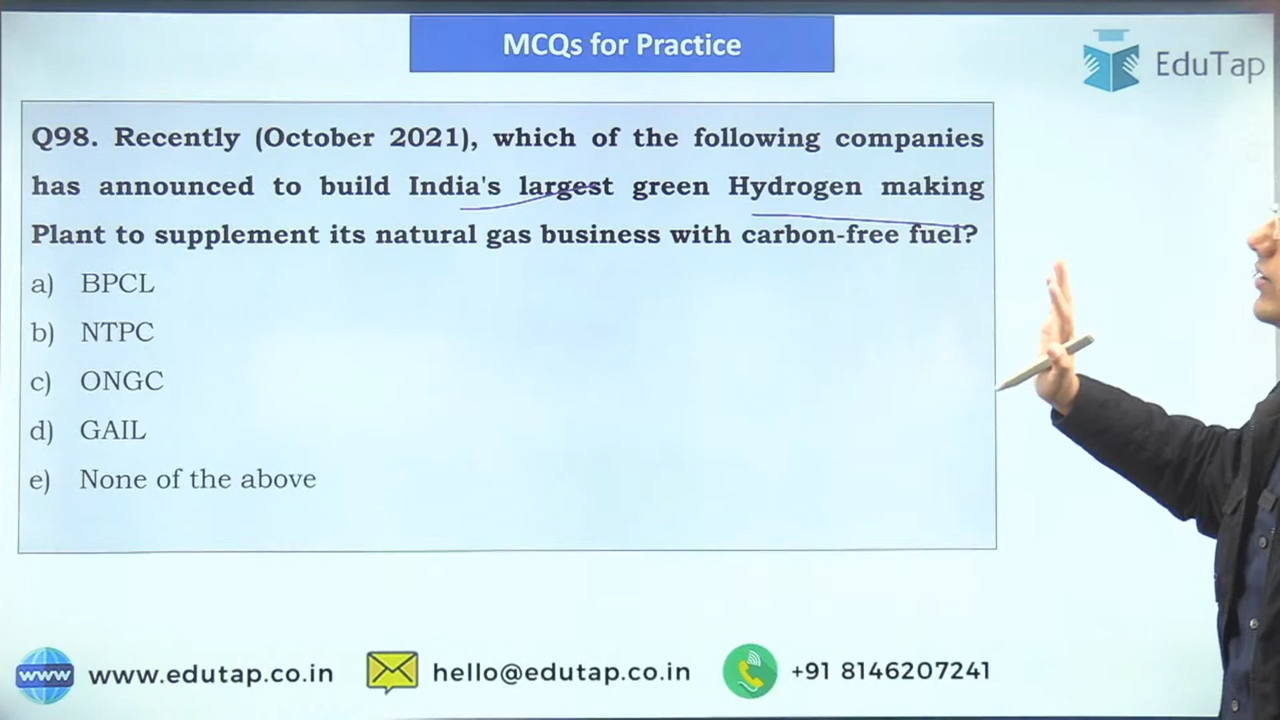 MCQs for Practice
EduTap
Q98. Recently (October 2021), which of the following companies
has announced to build India's largest green Hydrogen making
Plant to supplement its natural gas business with carbon-free fuel?
a) BPCL
b) NTPC
c) ONGC
d) GAIL
e) None of the above
www www.edutap.co.in hello@edutap.co.in +91 8146207241